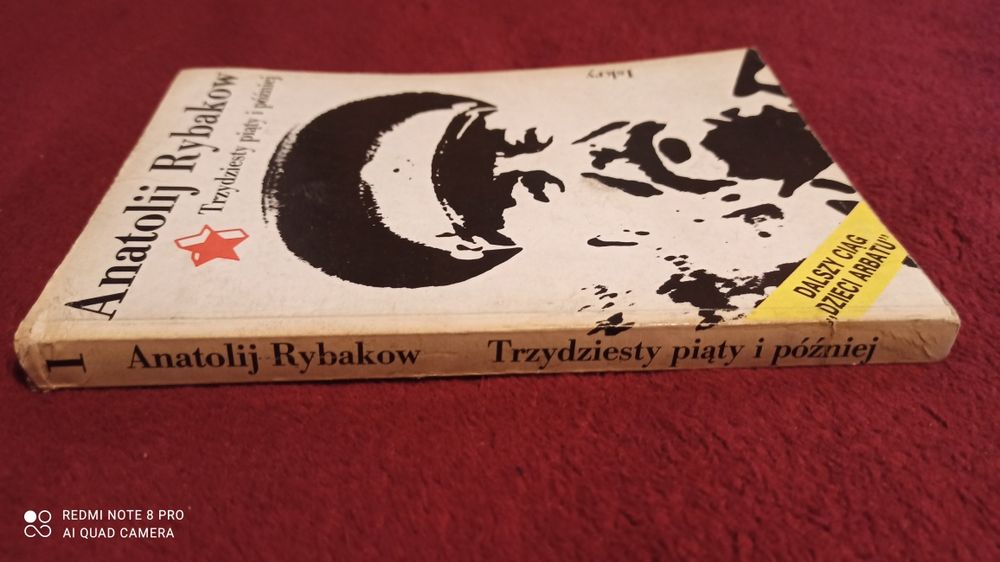 Anatolij Rybakow
Trzydziesty piąty i później
Iskry
DALSZY CIĄG
„DZIECI ARBATU”
1 Anatolij Rybakow Trzydziesty piąty i później
REDMI NOTE 8 PRO
AI QUAD CAMERA